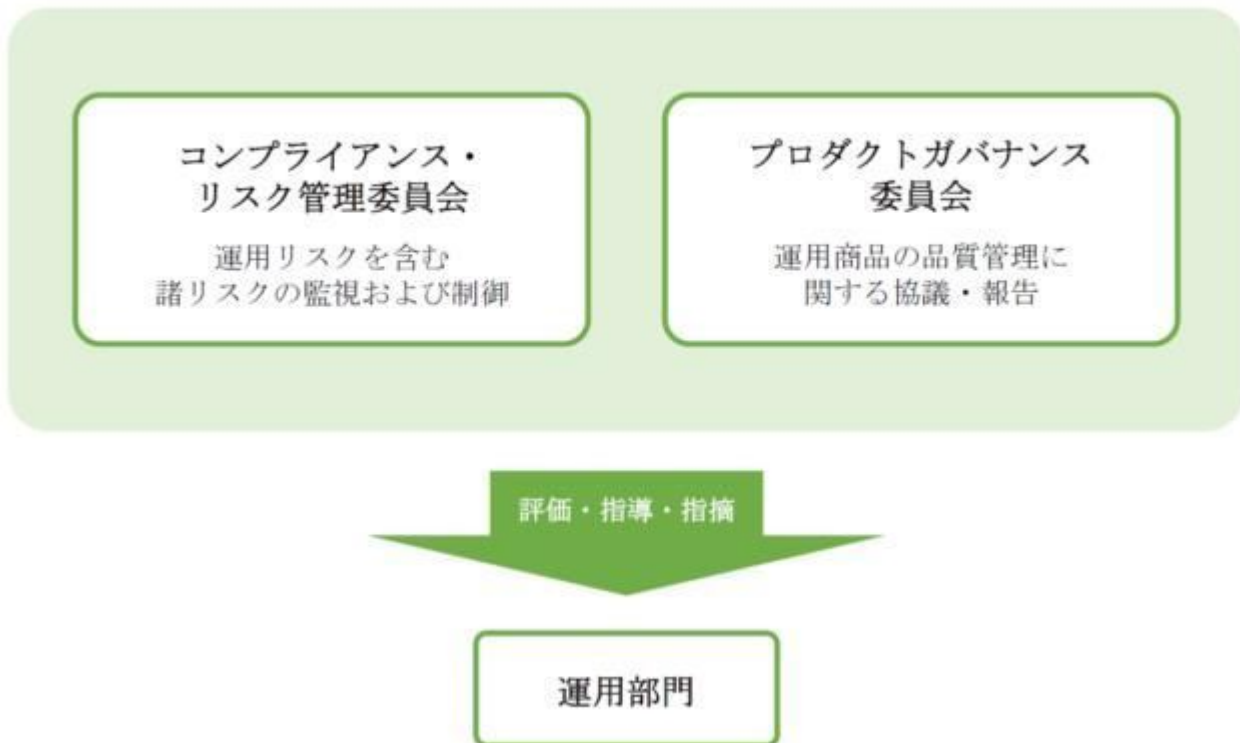 コンプライアンス・
リスク管理委員会
運用リスクを含む
諸リスクの監視および制御
プロダクトガバナンス
委員会
運用商品の品質管理に
関する協議・報告
評価・指導・指摘
運用部門